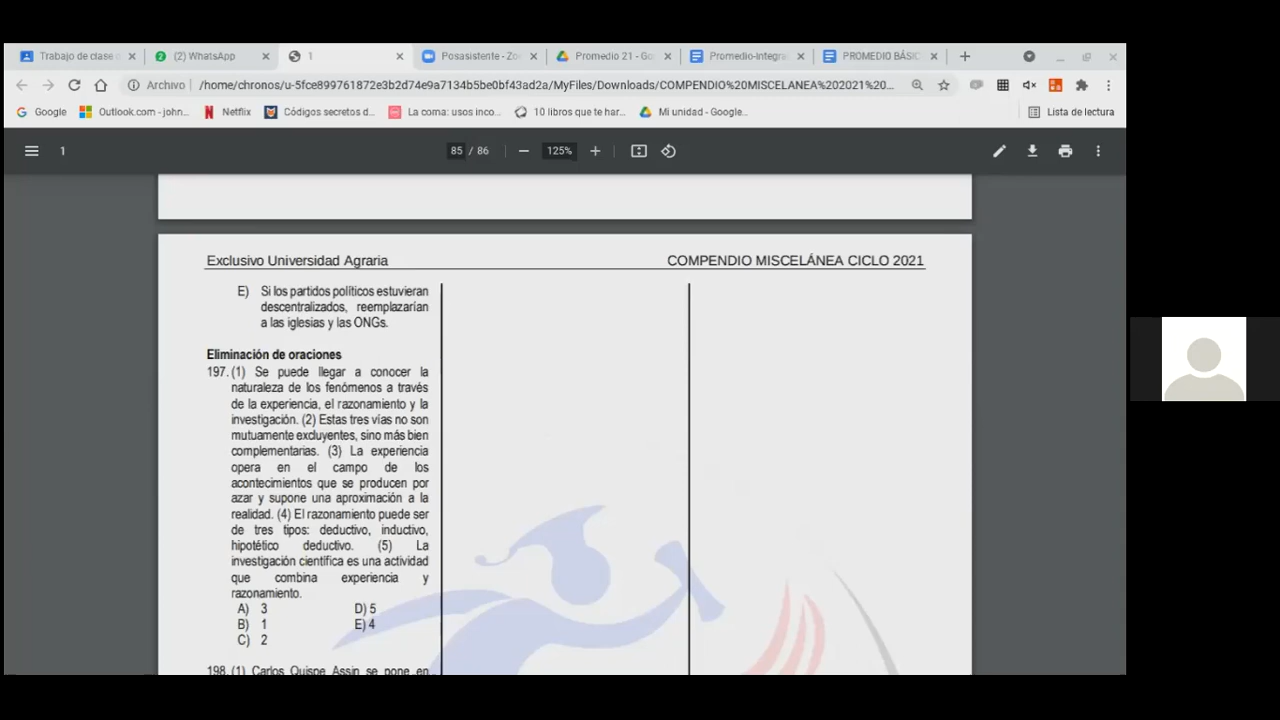 Trabajo de clase
(2) WhatsApp
1
Posasistente - Zo
Promedio 21 - Go
Promedio-Integra
PROMEDIO BÁSIC
Archivo
/home/chronos/u-5fce8997619722e3b2d74e9a7134b5be0bf43ad2a/MyFiles/Downloads/COMPENDIO%20MISCELANEA%202021%20...
Google
Outlook.com - john...
Netflix
Códigos secretos d...
La coma: usos inco...
10 libros que te har...
Mi unidad - Google...
Lista de lectura
1
85 / 86
125%
Exclusivo Universidad Agraria
COMPENDIO MISCELÁNEA CICLO 2021
E) Si los partidos políticos estuvieran
descentralizados, reemplazarían
a las iglesias y las ONGs.
Eliminación de oraciones
197. (1) Se puede llegar a conocer la
naturaleza de los fenómenos a través
de la experiencia, el razonamiento y la
investigación. (2) Estas tres vías no son
mutuamente excluyentes, sino más bien
complementarias. (3) La experiencia
opera en el campo de los
acontecimientos que se producen por
azar y supone una aproximación a la
realidad. (4) El razonamiento puede ser
de tres tipos: deductivo, inductivo,
hipotético deductivo. (5) La
investigación científica es una actividad
que combina experiencia y
razonamiento.
A) 3 D) 5
B) 1 E) 4
C) 2
198. (1) Carlos Quispe Assin se pone en